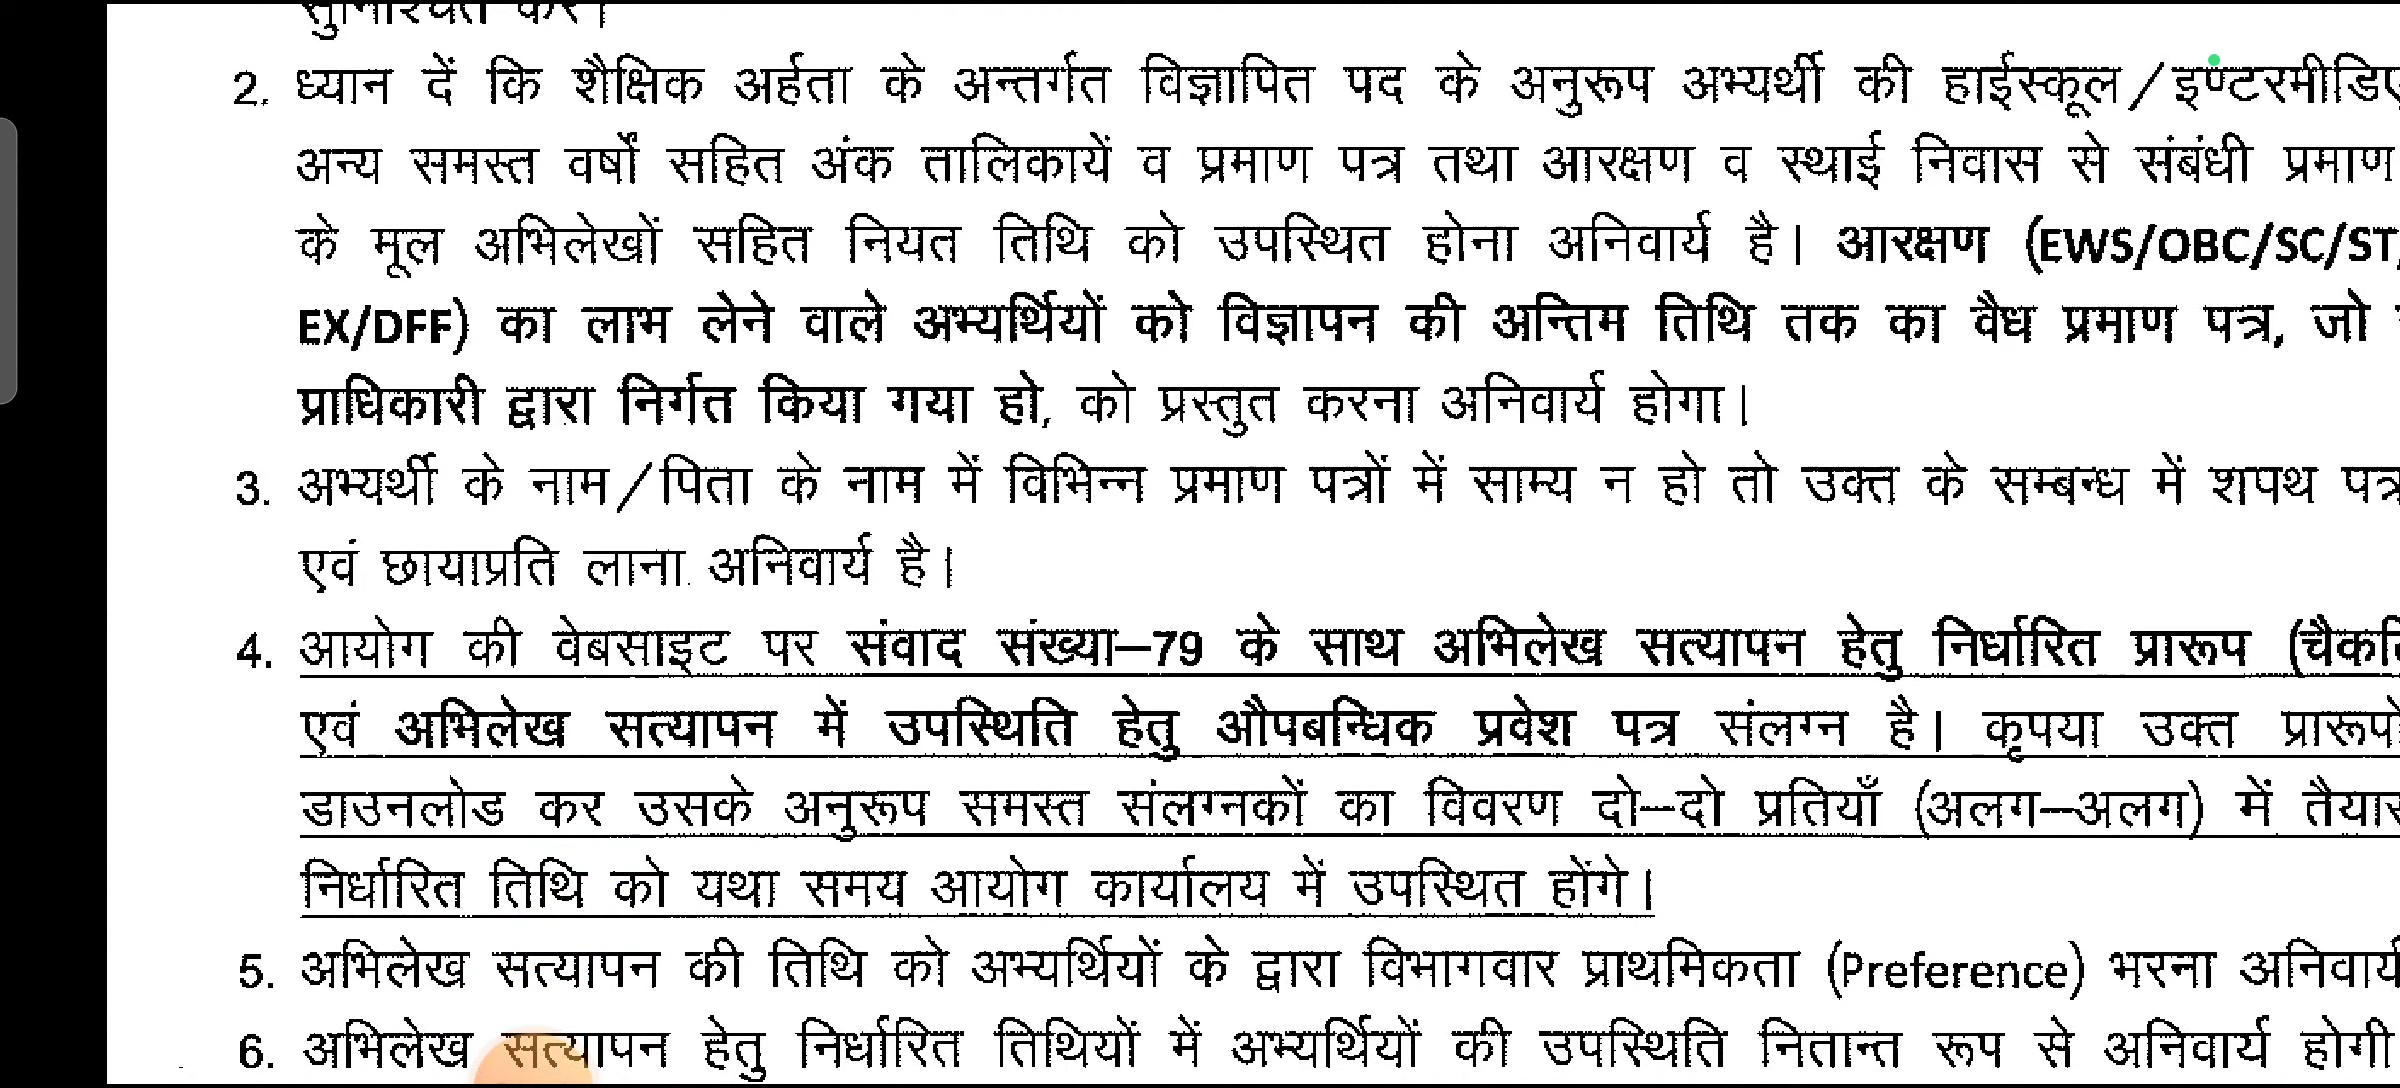 2. ध्यान दें कि शैक्षिक अर्हता के अन्तर्गत विज्ञापित पद के अनुरूप अभ्यर्थी की हाईस्कूल/
अन्य समस्त वर्षों सहित अंक तालिकायें व प्रमाण पत्र तथा आरक्षण व स्थाई निवास से संबंधी प्रमाण
के मूल अभिलेखों सहित नियत तिथि को उपस्थित होना अनिवार्य है। आरक्षण (EWS/OBC/SC/ST
EX/DFF) का लाभ लेने वाले अभ्यर्थियों को विज्ञापन की अन्तिम तिथि तक का वैध प्रमाण पत्र, जो
प्राधिकारी द्वारा निर्गत किया गया हो, को प्रस्तुत करना अनिवार्य होगा।
3. अभ्यर्थी के नाम/पिता के नाम में विभिन्न प्रमाण पत्रों में साम्य न हो तो उक्त के सम्बन्ध में शपथ पत्र
एवं छायाप्रति लाना अनिवार्य है।
4. आयोग की वेबसाइट पर संवाद संख्या–79 के साथ अभिलेख सत्यापन हेतु निर्धारित प्रारूप
एवं अभिलेख सत्यापन में उपस्थिति हेतु औपबन्धिक प्रवेश पत्र संलग्न है। कृपया उक्त
डाउनलोड कर उसके अनुरूप समस्त संलग्नकों का विवरण दो–दो प्रतियाँ (अलग–अलग) में
निर्धारित तिथि को यथा समय आयोग कार्यालय में उपस्थित होंगे।
5. अभिलेख सत्यापन की तिथि को अभ्यर्थियों के द्वारा विभागवार प्राथमिकता (Preference) भरना अनिवार्य
6. अभिलेख सत्यापन हेतु निर्धारित तिथियों में अभ्यर्थियों की उपस्थिति नितान्त रूप से अनिवार्य होगी